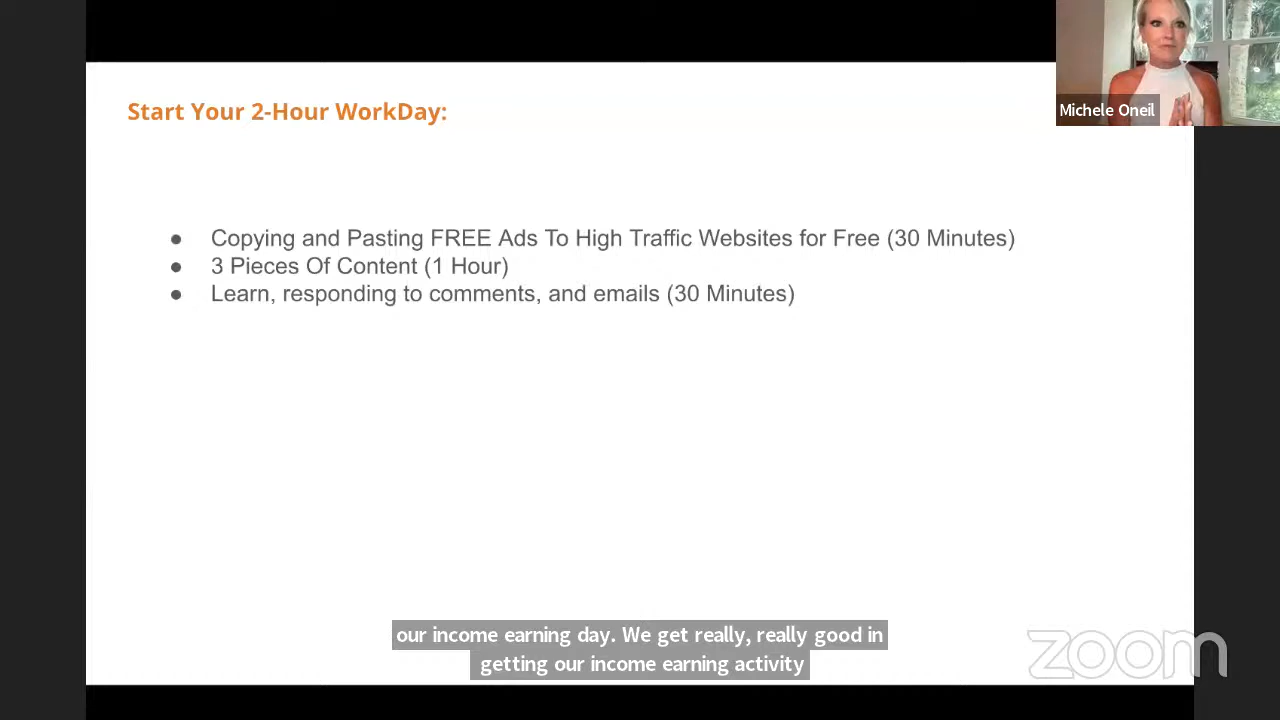 Michele Oneil
Start Your 2-Hour WorkDay:
● Copying and Pasting FREE Ads To High Traffic Websites for Free (30 Minutes)
● 3 Pieces Of Content (1 Hour)
● Learn, responding to comments, and emails (30 Minutes)
our income earning day. We get really, really good in
getting our income earning activity
zoom